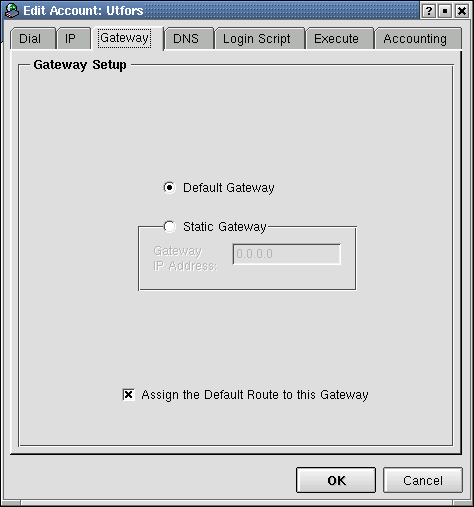 Edit Account: Utfors
Dial IP Gateway DNS Login Script Execute Accounting
Gateway Setup
Default Gateway
Static Gateway
Gateway
IP Address:
0.0.0.0
Assign the Default Route to this Gateway
OK Cancel